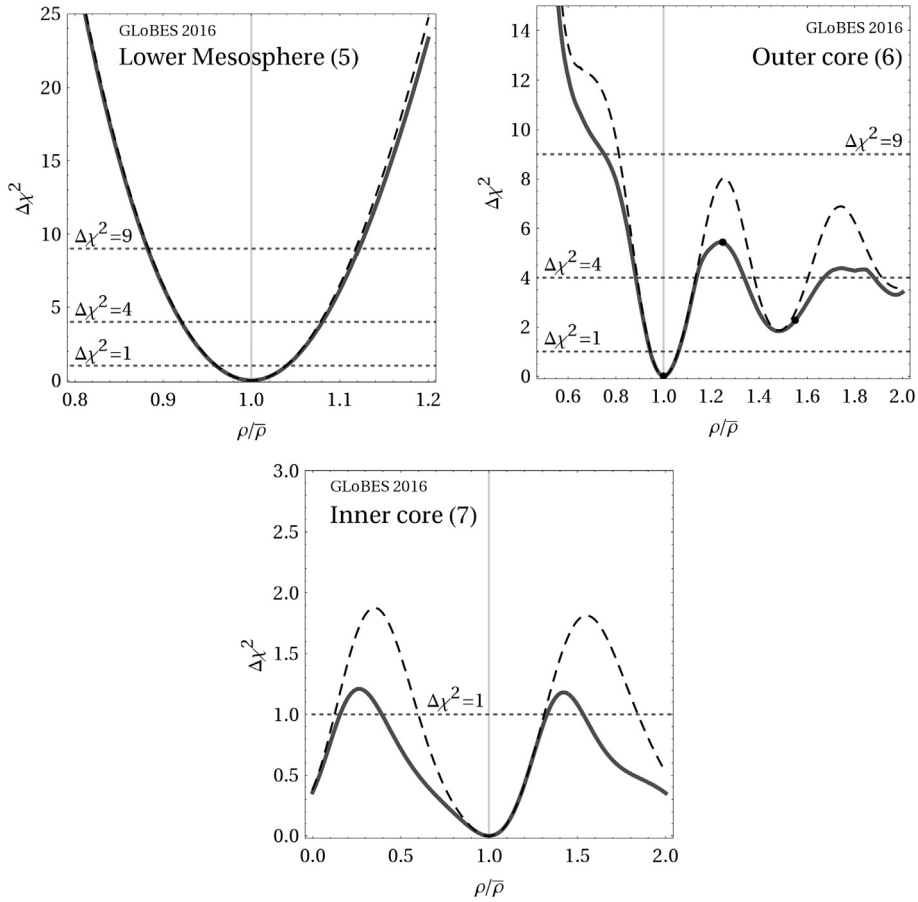 GLoBES 2016
Lower Mesosphere (5)
Δχ²
25
20
15
10
5
0
Δχ²=9
Δχ²=4
Δχ²=1
0.8 0.9 1.0 1.1 1.2
ρ/ρ̅
GLoBES 2016
Outer core (6)
Δχ²
14
12
10
8
6
4
2
0
Δχ²=9
Δχ²=4
Δχ²=1
0.6 0.8 1.0 1.2 1.4 1.6 1.8 2.0
ρ/ρ̅
GLoBES 2016
Inner core (7)
Δχ²
3.0
2.5
2.0
1.5
1.0
0.5
0.0
Δχ²=1
0.0 0.5 1.0 1.5 2.0
ρ/ρ̅